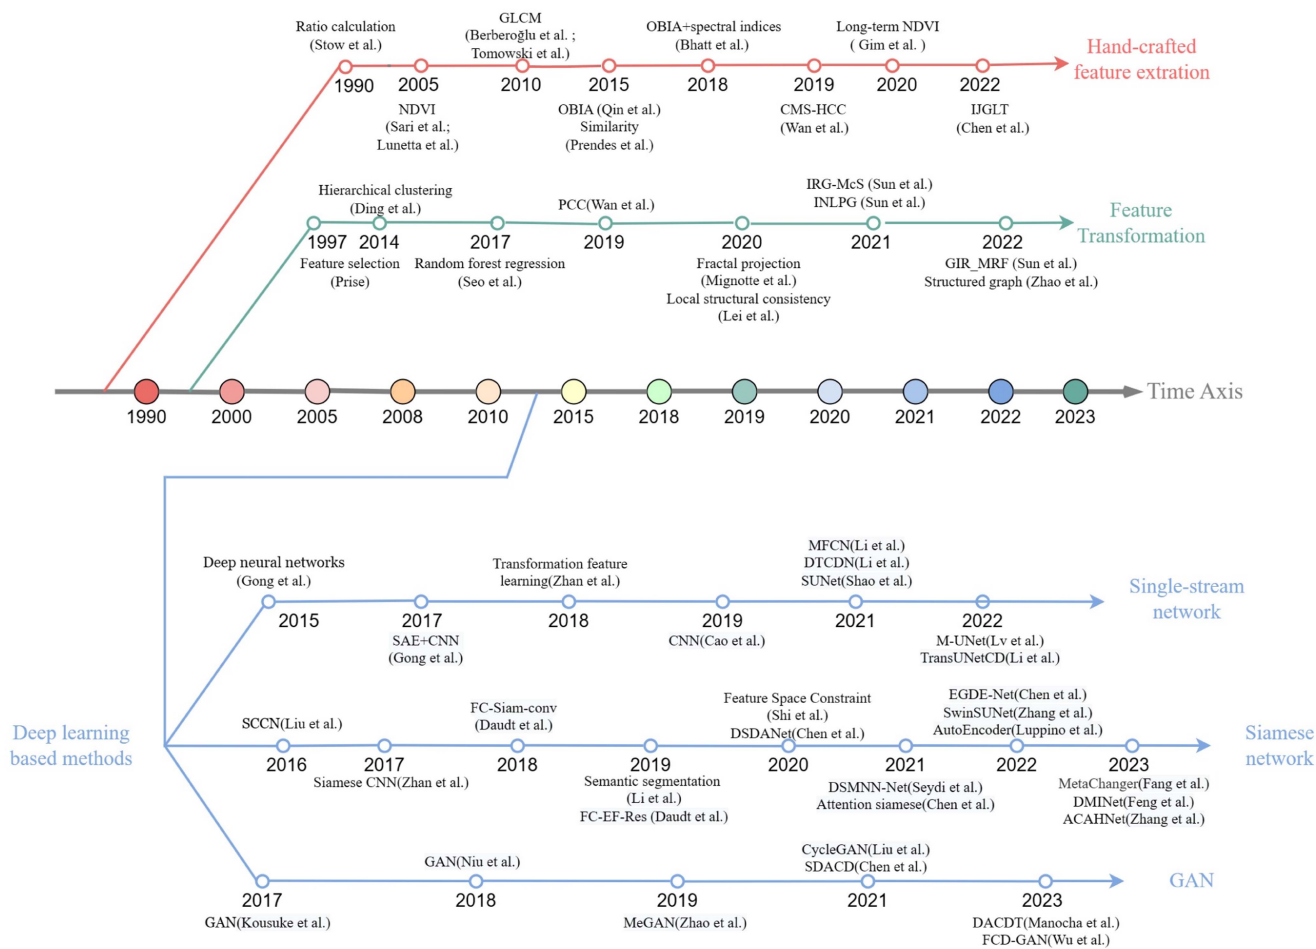 Ratio calculation
(Stow et al.)
GLCM
(Berberoğlu et al. ;
Tomowski et al.)
OBIA+spectral indices
(Bhatt et al.)
Long-term NDVI
( Gim et al. )
Hand-crafted
feature extration
1990
2005
2010
2015
2018
2019
2020
2022
NDVI
(Sari et al.;
Lunetta et al.)
OBIA (Qin et al.)
Similarity
(Prendes et al.)
CMS-HCC
(Wan et al.)
IJGLT
(Chen et al.)
Hierarchical clustering
(Ding et al.)
PCC(Wan et al.)
IRG-McS (Sun et al.)
INLPG (Sun et al.)
Feature
Transformation
1997
2014
2017
2019
2020
2021
2022
Feature selection
(Prise)
Random forest regression
(Seo et al.)
Fractal projection
(Mignotte et al.)
Local structural consistency
(Lei et al.)
GIR_MRF (Sun et al.)
Structured graph (Zhao et al.)
Time Axis
1990
2000
2005
2008
2010
2015
2018
2019
2020
2021
2022
2023
Deep learning
based methods
Deep neural networks
(Gong et al.)
Transformation feature
learning(Zhan et al.)
MFCN(Li et al.)
DTCDN(Li et al.)
SUNet(Shao et al.)
Single-stream
network
2015
2017
2018
2019
2021
2022
SAE+CNN
(Gong et al.)
CNN(Cao et al.)
M-UNet(Lv et al.)
TransUNetCD(Li et al.)
SCCN(Liu et al.)
FC-Siam-conv
(Daudt et al.)
Feature Space Constraint
(Shi et al.)
DSDANet(Chen et al.)
EGDE-Net(Chen et al.)
SwinSUNet(Zhang et al.)
AutoEncoder(Luppino et al.)
Siamese
network
2016
2017
2018
2019
2020
2021
2022
2023
Siamese CNN(Zhan et al.)
Semantic segmentation
(Li et al.)
FC-EF-Res (Daudt et al.)
DSMNN-Net(Seydi et al.)
Attention siamese(Chen et al.)
MetaChanger(Fang et al.)
DMINet(Feng et al.)
ACAHNet(Zhang et al.)
GAN(Niu et al.)
CycleGAN(Liu et al.)
SDACD(Chen et al.)
GAN
2017
2018
2019
2021
2023
GAN(Kousuke et al.)
MeGAN(Zhao et al.)
DACDT(Manocha et al.)
FCD-GAN(Wu et al.)